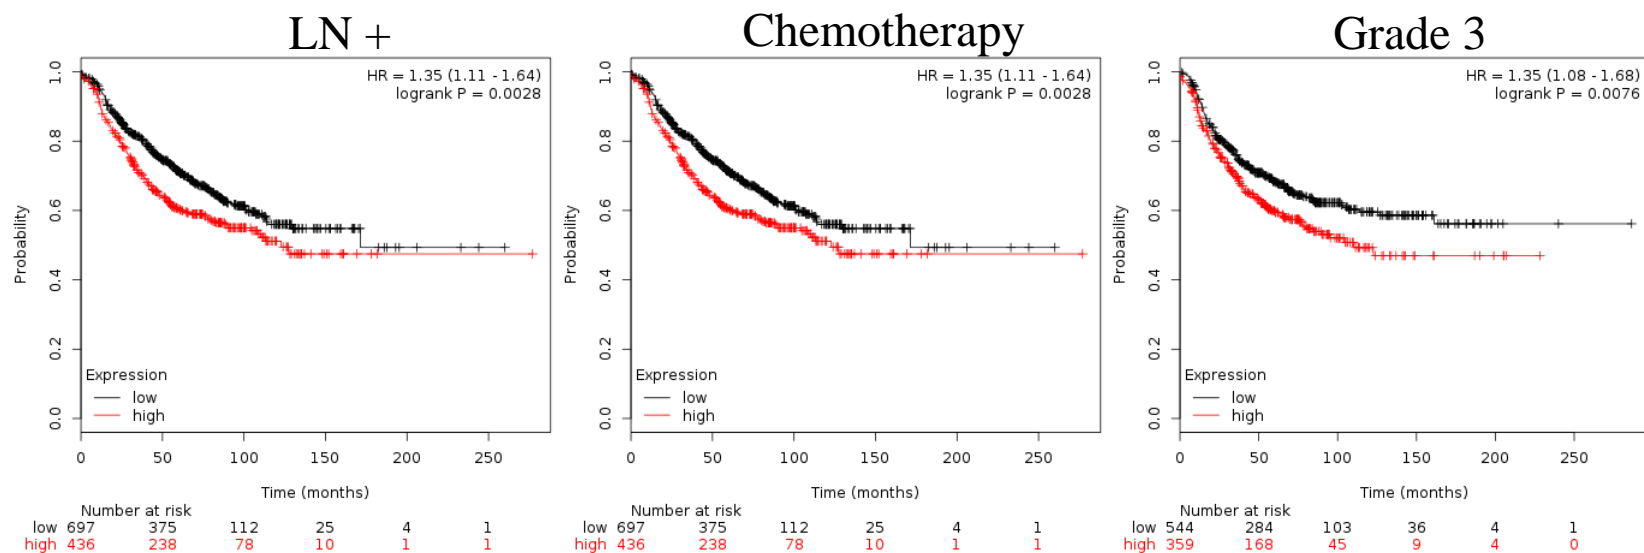 LN +
HR = 1.35 (1.11 - 1.64)
logrank P = 0.0028
Probability
1.0
0.8
0.6
0.4
0.2
0.0
Expression
low
high
0 50 100 150 200 250
Time (months)
Number at risk
low 697 375 112 25 4 1
high 436 238 78 10 1 1
Chemotherapy
HR = 1.35 (1.11 - 1.64)
logrank P = 0.0028
Probability
1.0
0.8
0.6
0.4
0.2
0.0
Expression
low
high
0 50 100 150 200 250
Time (months)
Number at risk
low 697 375 112 25 4 1
high 436 238 78 10 1 1
Grade 3
HR = 1.35 (1.08 - 1.68)
logrank P = 0.0076
Probability
1.0
0.8
0.6
0.4
0.2
0.0
Expression
low
high
0 50 100 150 200 250
Time (months)
Number at risk
low 544 284 103 36 4 1
high 359 168 45 9 4 0